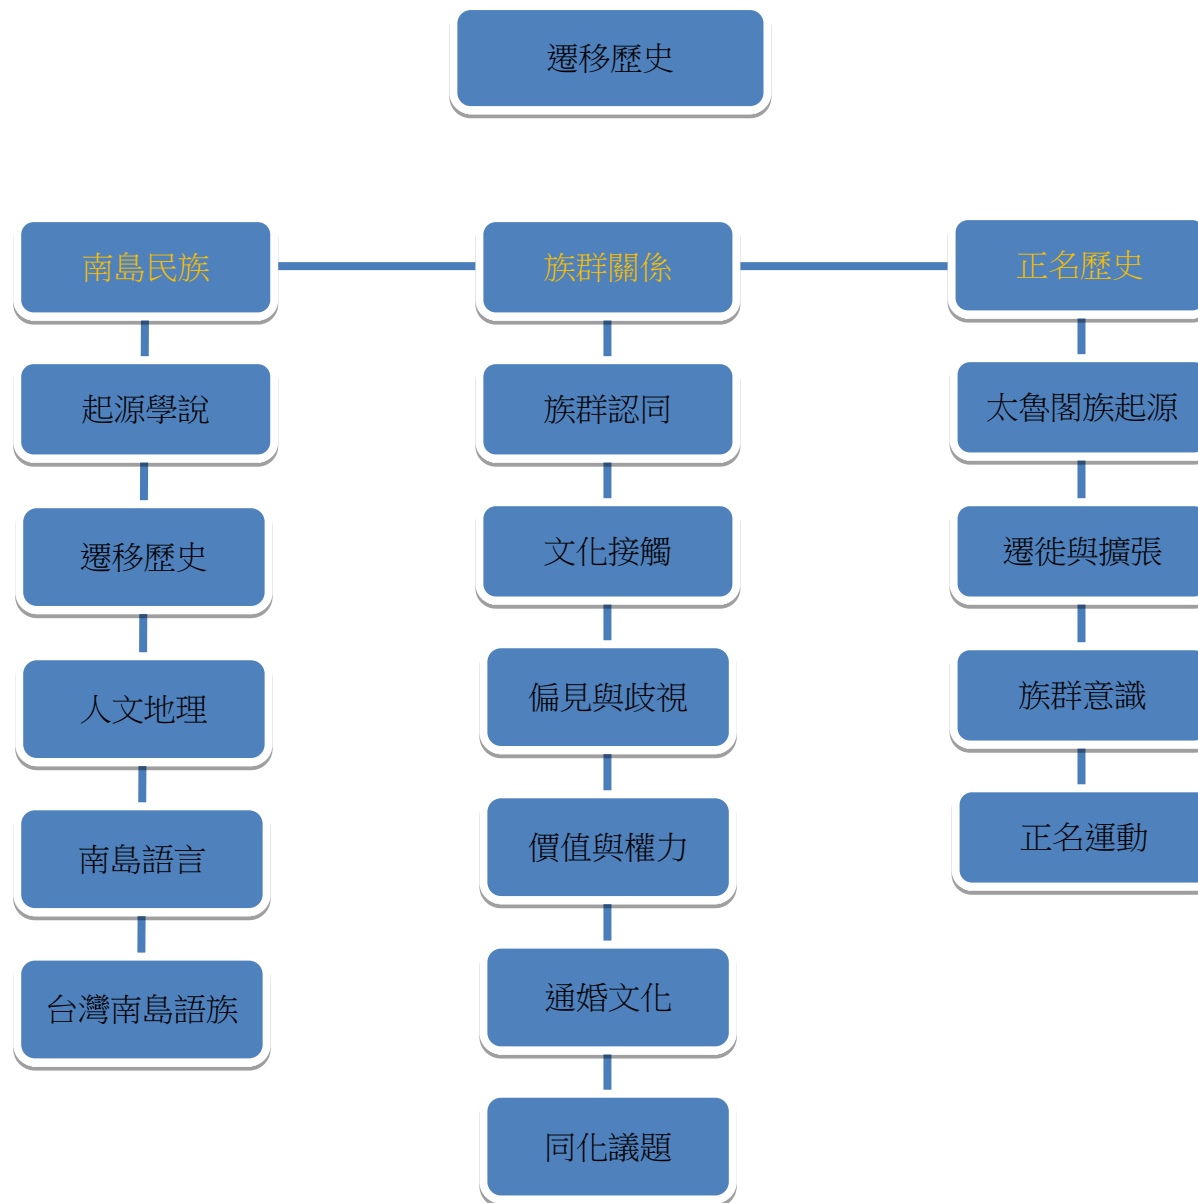 遷移歷史
南島民族
族群關係
正名歷史
起源學說
族群認同
太魯閣族起源
遷移歷史
文化接觸
遷徙與擴張
人文地理
偏見與歧視
族群意識
南島語言
價值與權力
正名運動
台灣南島語族
通婚文化
同化議題